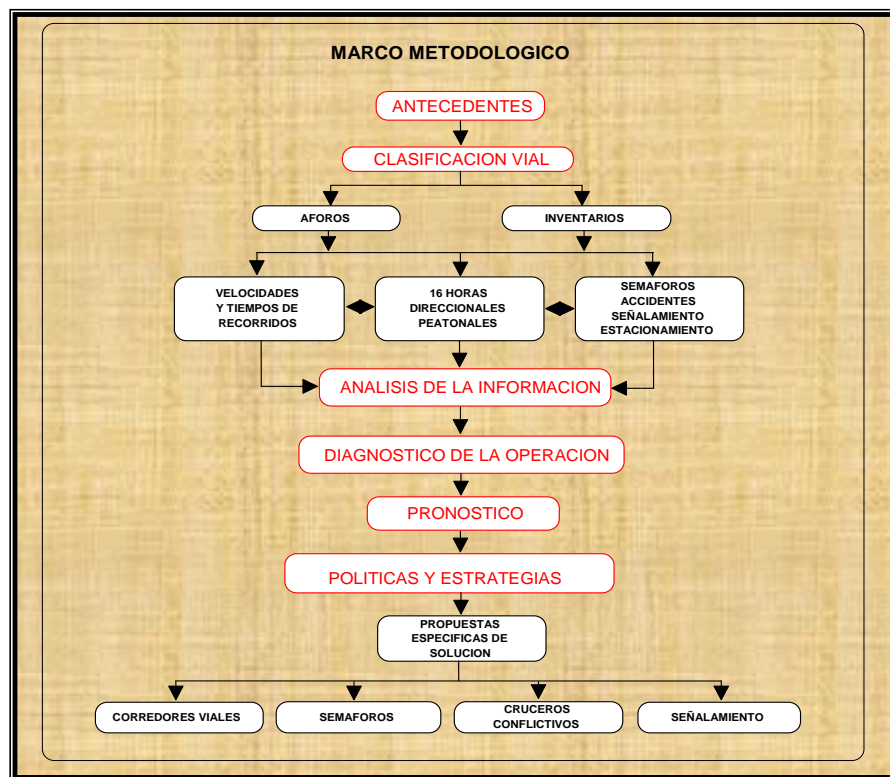 MARCO METODOLOGICO
ANTECEDENTES
CLASIFICACION VIAL
AFOROS
INVENTARIOS
VELOCIDADES
Y TIEMPOS DE
RECORRIDOS
16 HORAS
DIRECCIONALES
PEATONALES
SEMAFOROS
ACCIDENTES
SEÑALAMIENTO
ESTACIONAMIENTO
ANALISIS DE LA INFORMACION
DIAGNOSTICO DE LA OPERACION
PRONOSTICO
POLITICAS Y ESTRATEGIAS
PROPUESTAS
ESPECIFICAS DE
SOLUCION
CORREDORES VIALES
SEMAFOROS
CRUCEROS
CONFLICTIVOS
SEÑALAMIENTO